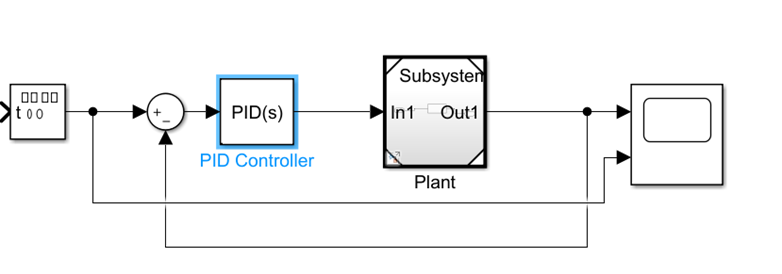 t
PID(s)
PID Controller
Subsystem
In1
Out1
Plant